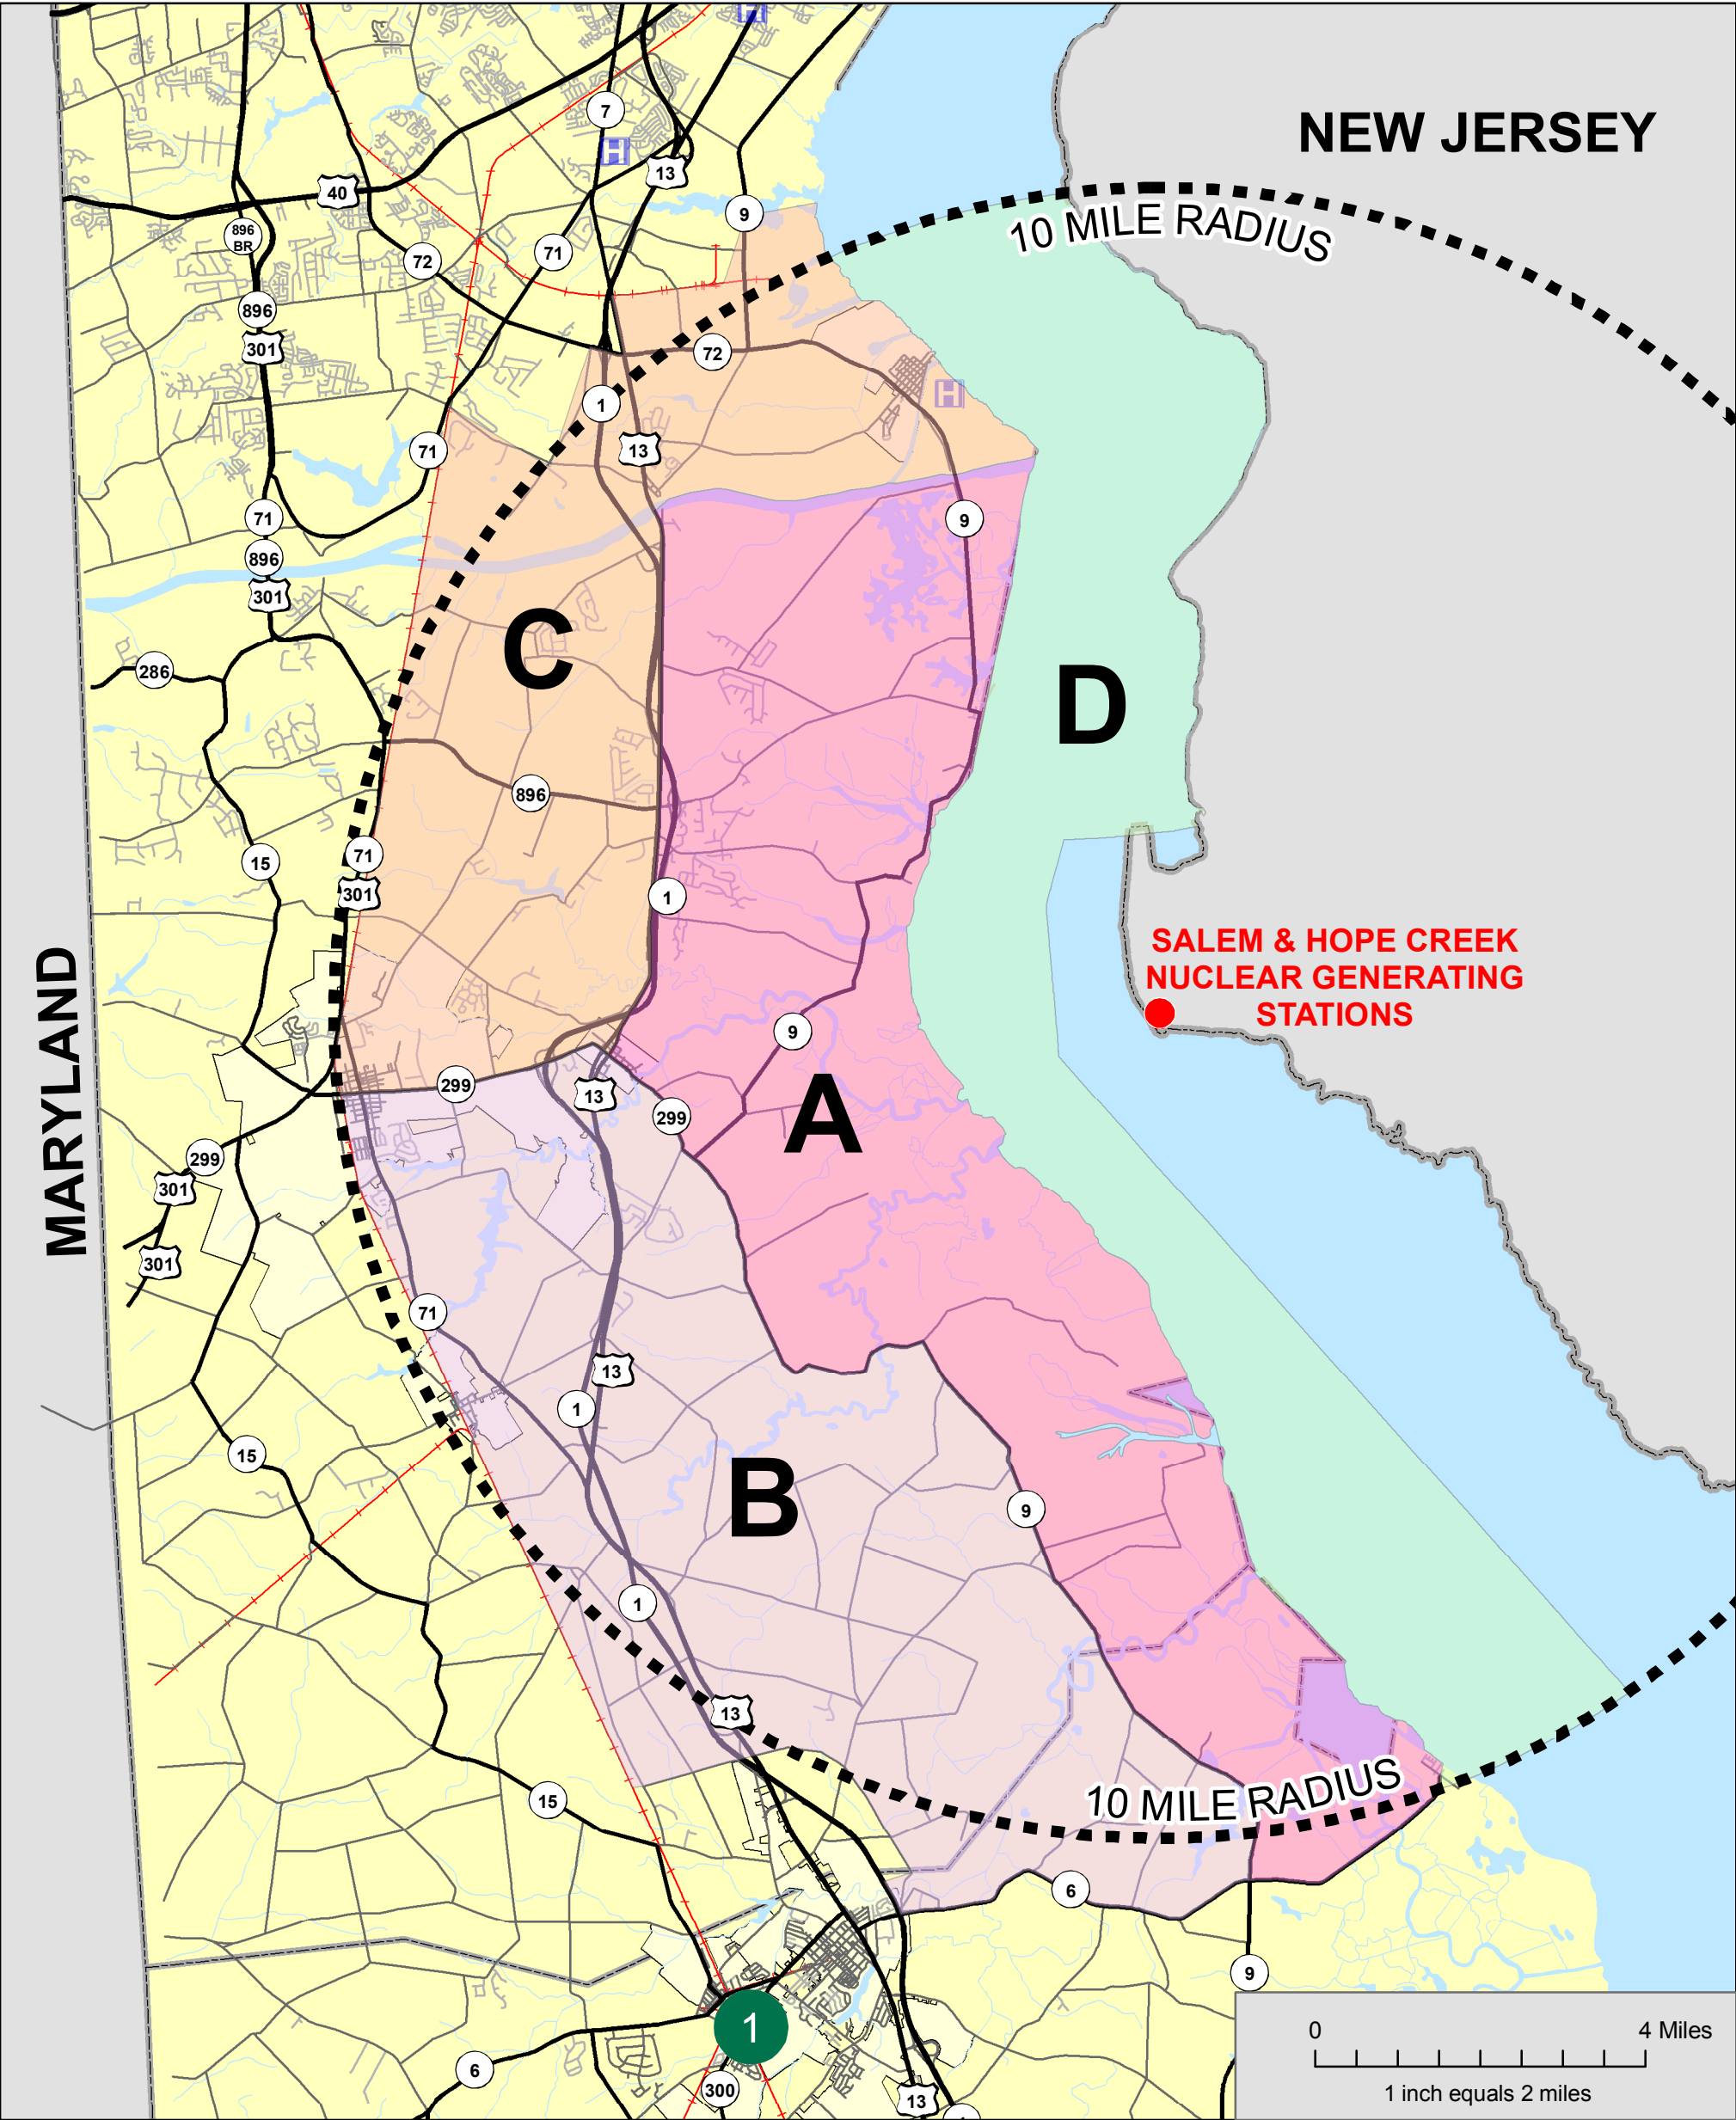 H
7
NEW JERSEY
H
13
40
9
10 MILE RADIUS
896
BR
71
72
896
301
72
H
1
71
13
71
9
896
301
C
286
D
896
71
15
301
1
SALEM & HOPE CREEK
NUCLEAR GENERATING
STATIONS
MARYLAND
9
299
13
A
299
299
301
301
71
13
1
15
B
9
1
13
10 MILE RADIUS
15
6
9
1
6
300
13
0 4 Miles
1 inch equals 2 miles